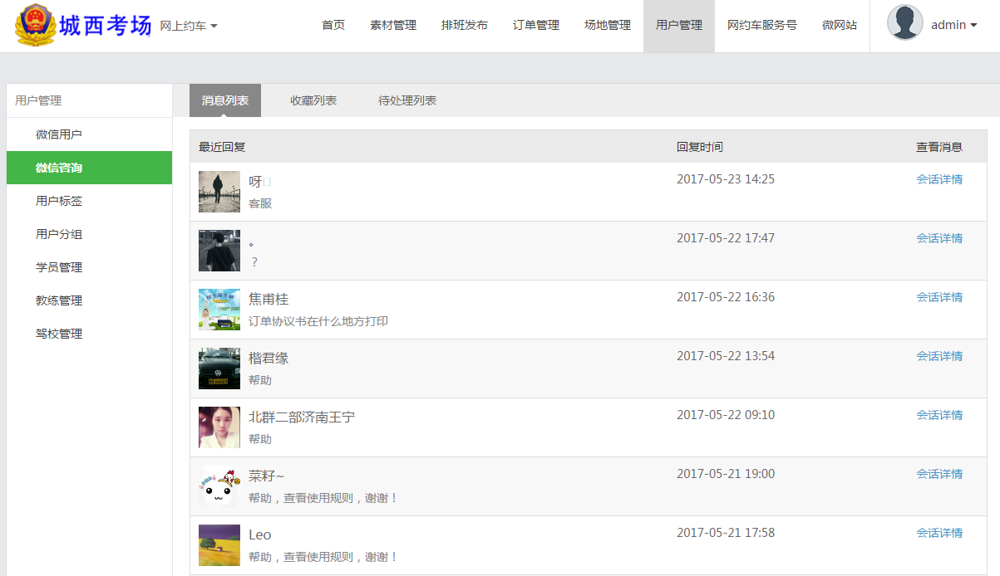 城西考场 网上约车 首页 素材管理 排班发布 订单管理 场地管理 用户管理 网约车服务号 微网站 admin
用户管理 消息列表 收藏列表 待处理列表
微信用户
微信咨询
用户标签
用户分组
学员管理
教练管理
驾校管理
最近回复 回复时间 查看消息
呀 2017-05-23 14:25 会话详情
客服
。 2017-05-22 17:47 会话详情
？
焦甫桂 2017-05-22 16:36 会话详情
订单协议书在什么地方打印
楷君缘 2017-05-22 13:54 会话详情
帮助
北群二部济南王宁 2017-05-22 09:10 会话详情
帮助
菜籽~ 2017-05-21 19:00 会话详情
帮助，查看使用规则，谢谢！
Leo 2017-05-21 17:58 会话详情
帮助，查看使用规则，谢谢！